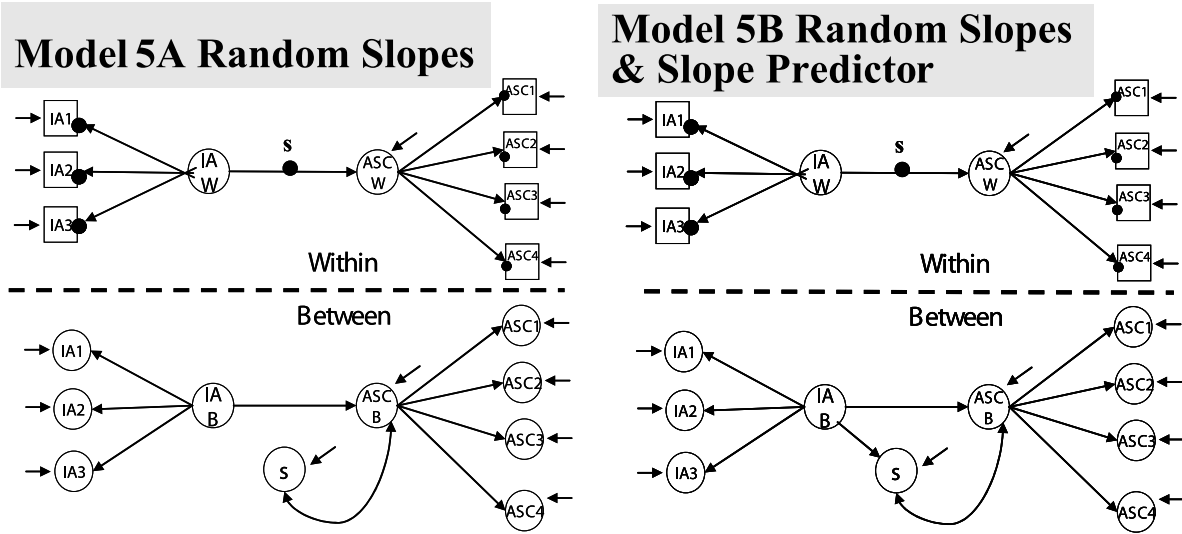 Model 5A Random Slopes
IA1
IA2
IA3
IA
W
s
ASC
W
ASC1
ASC2
ASC3
ASC4
Within
Between
IA1
IA2
IA3
IA
B
ASC
B
s
ASC1
ASC2
ASC3
ASC4
Model 5B Random Slopes
& Slope Predictor
IA1
IA2
IA3
IA
W
s
ASC
W
ASC1
ASC2
ASC3
ASC4
Within
Between
IA1
IA2
IA3
IA
B
ASC
B
s
ASC1
ASC2
ASC3
ASC4